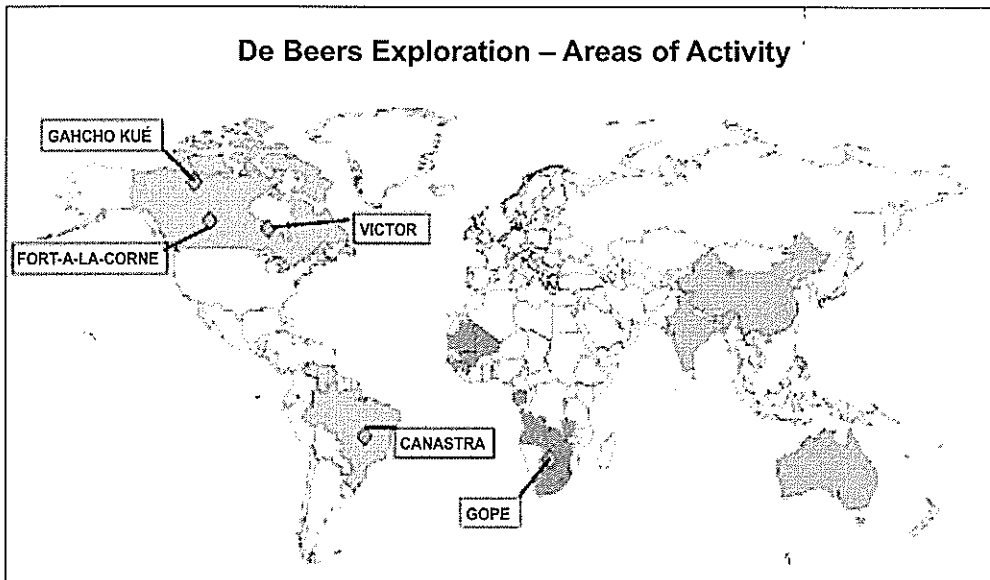 De Beers Exploration – Areas of Activity
GAHCHO KUÉ
VICTOR
FORT-A-LA-CORNE
CANASTRA
GOPE